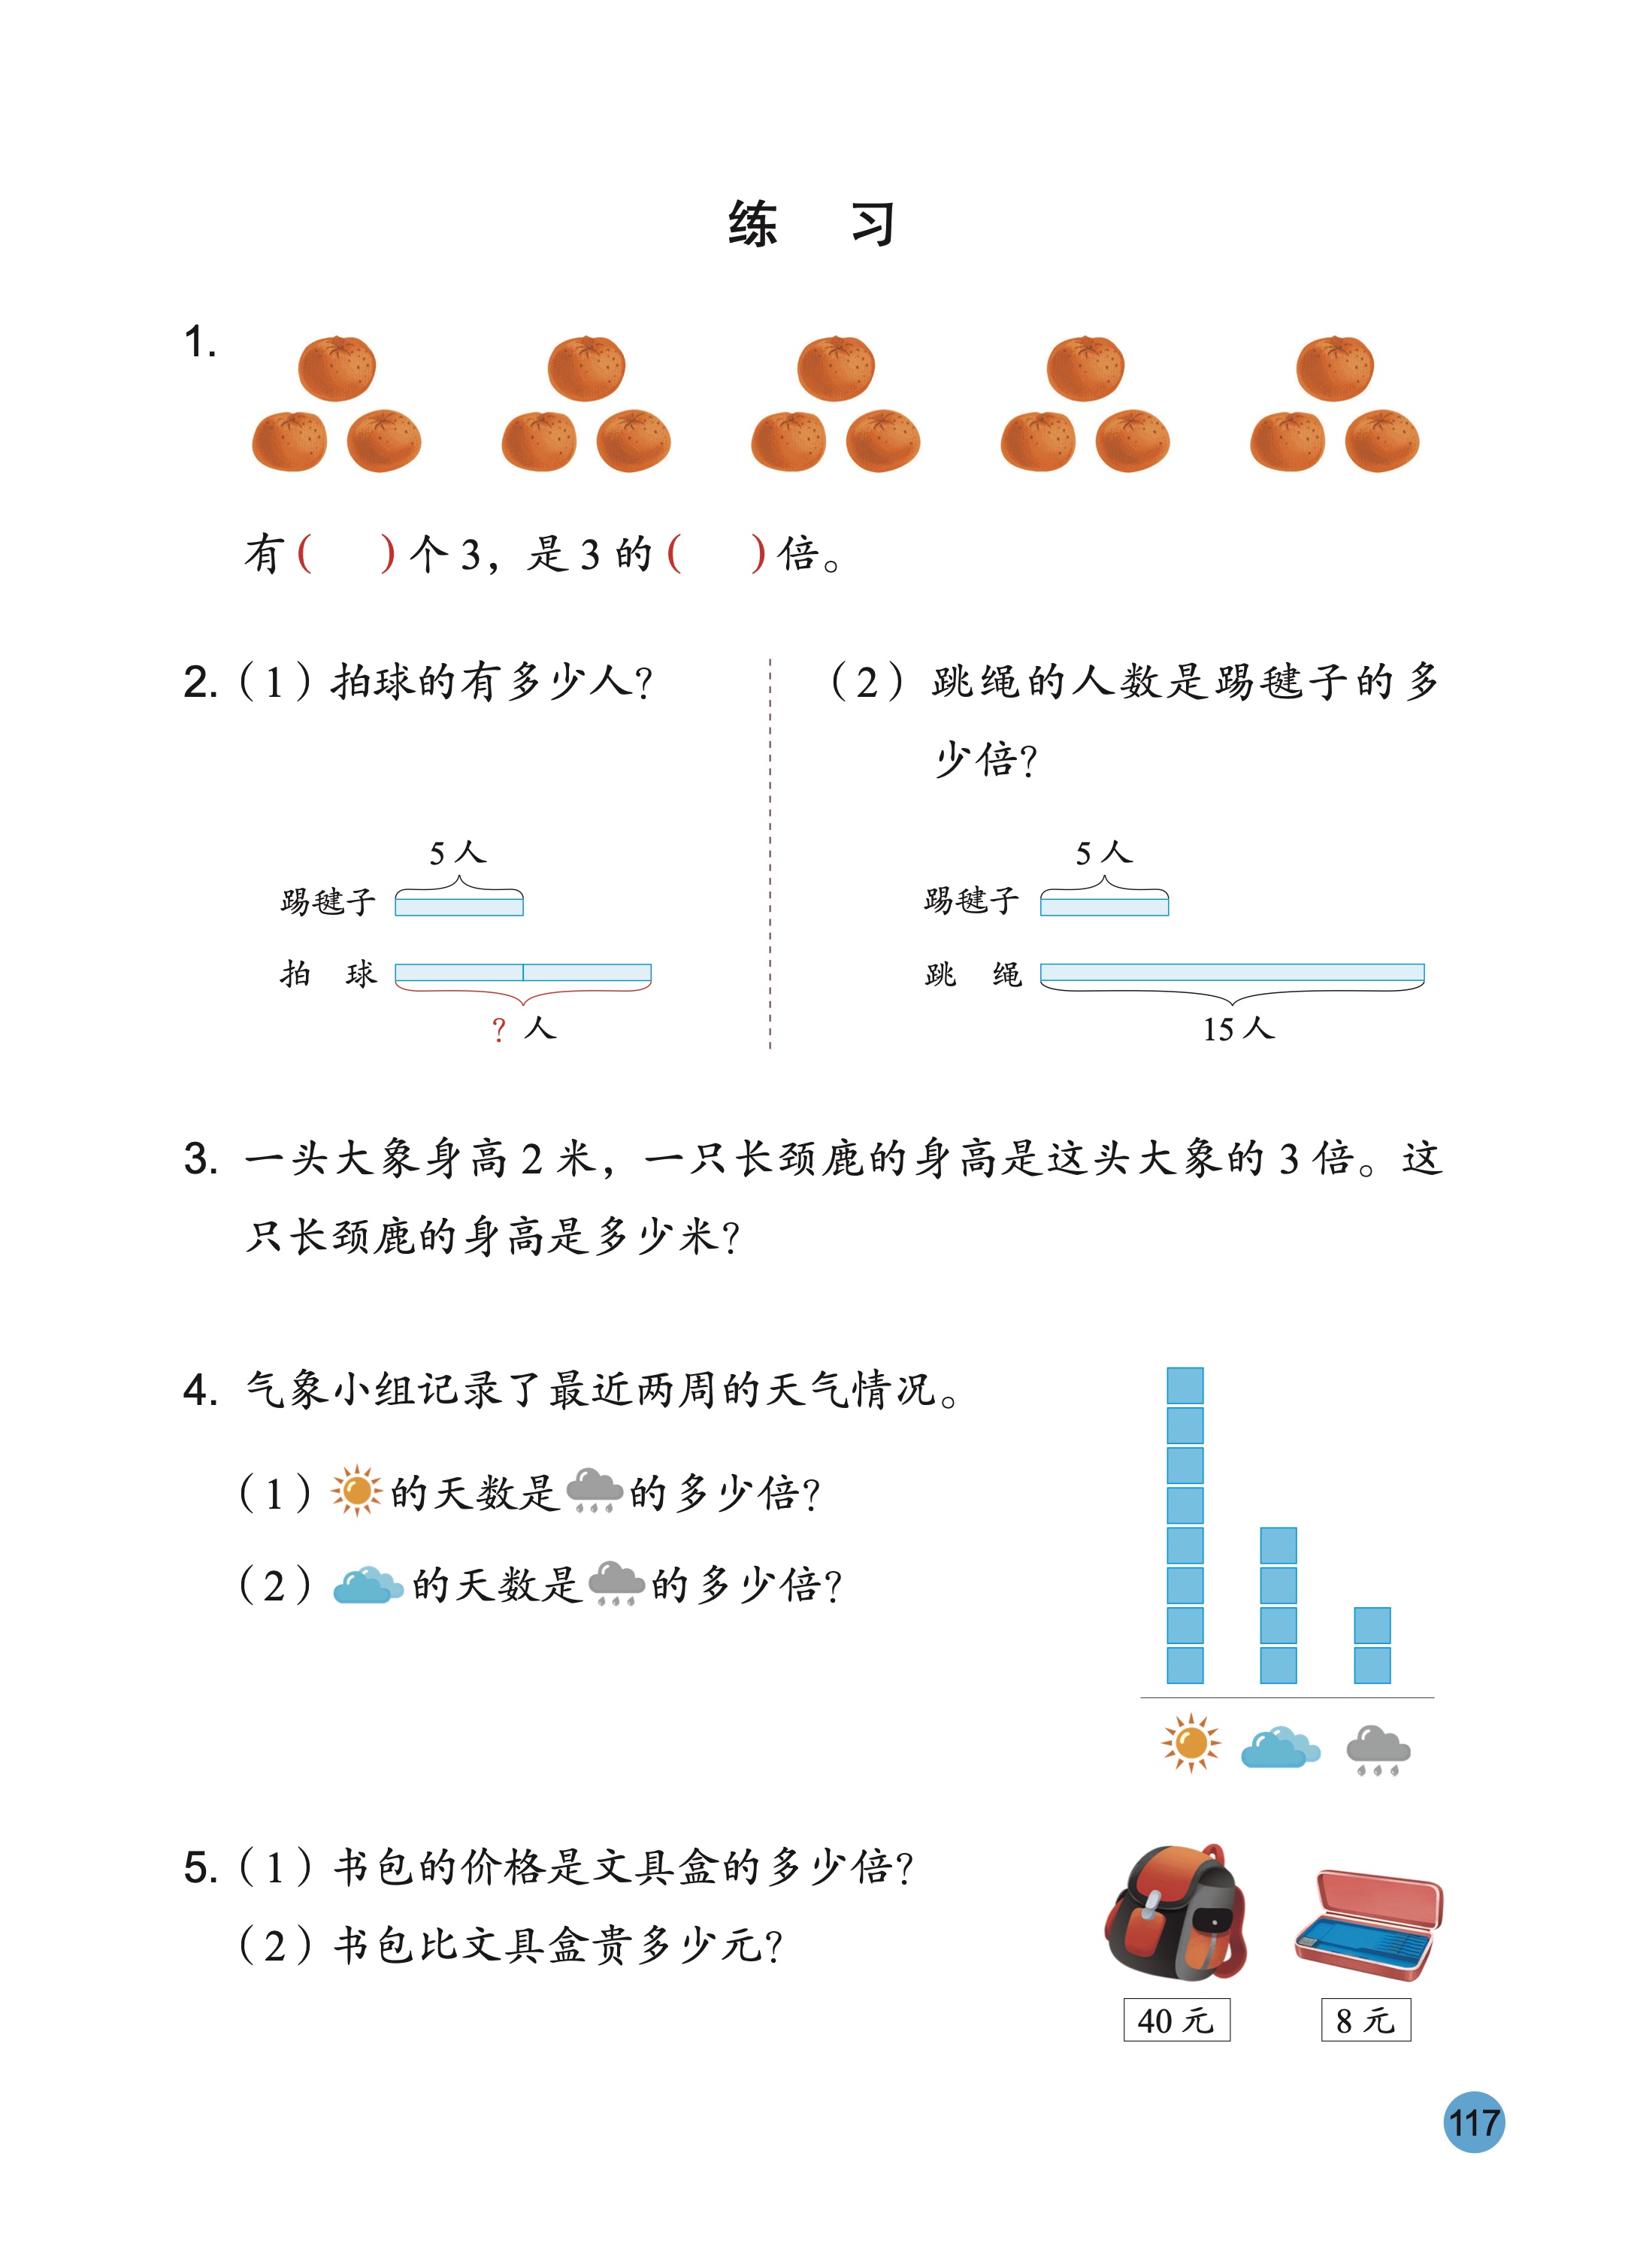 练 习
1.
有( )个3，是3的( )倍。
2.（1）拍球的有多少人？
5人
踢毽子
拍 球
? 人
（2）跳绳的人数是踢毽子的多
少倍？
5人
踢毽子
跳 绳
15人
3. 一头大象身高2米，一只长颈鹿的身高是这头大象的3倍。这
只长颈鹿的身高是多少米？
4. 气象小组记录了最近两周的天气情况。
（1） 的天数是 的多少倍？
（2） 的天数是 的多少倍？
5.（1）书包的价格是文具盒的多少倍？
（2）书包比文具盒贵多少元？
40元
8元
117